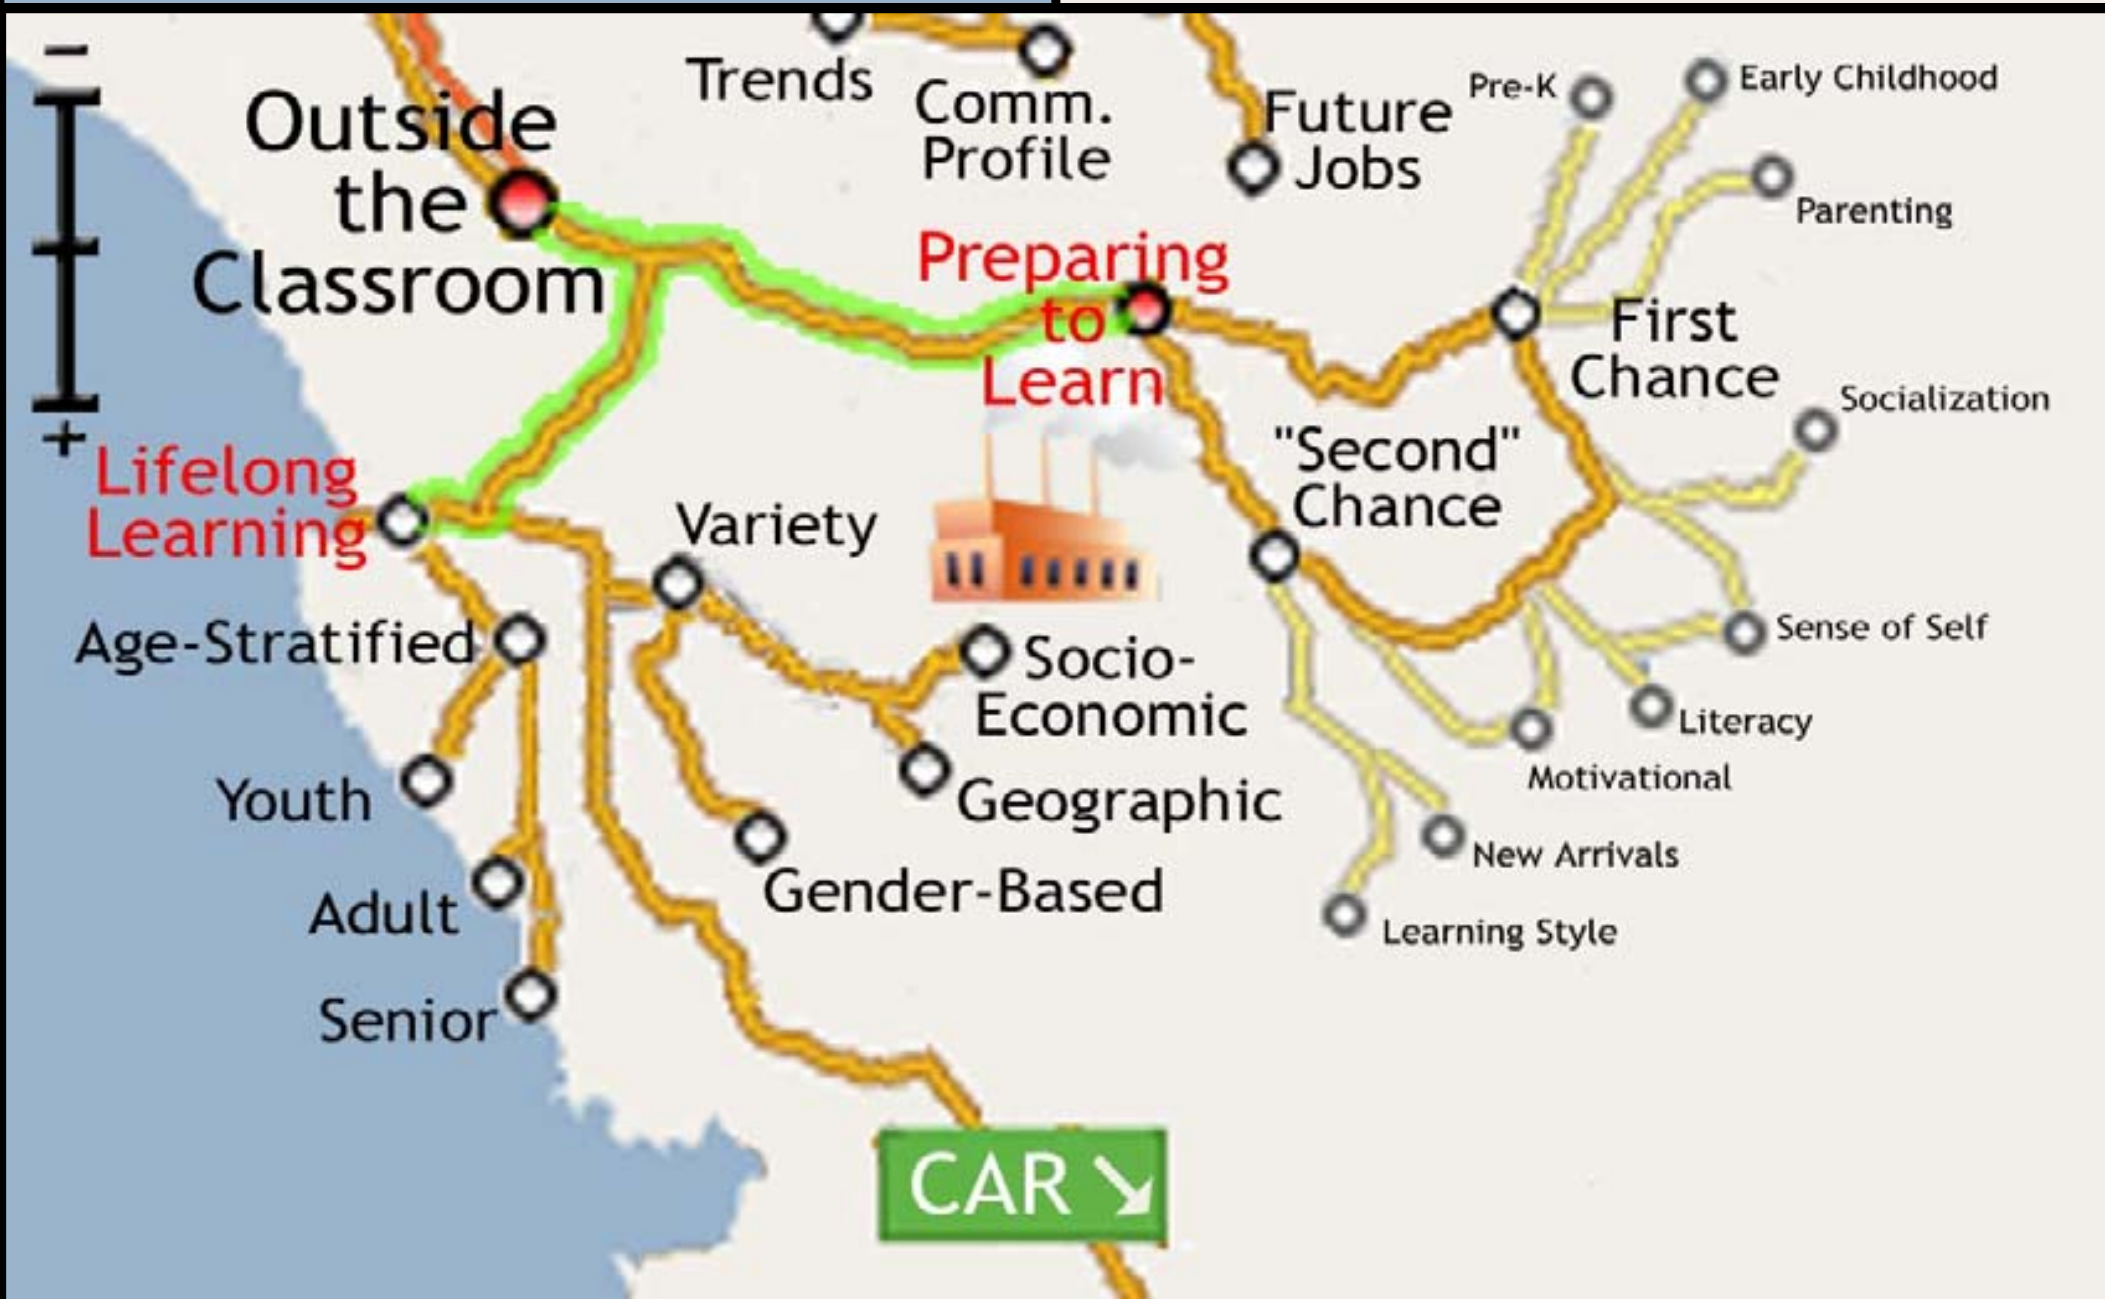 −
+
Outside
the
Classroom
Trends
Comm.
Profile
Future
Jobs
Pre-K
Early Childhood
Parenting
Preparing
to
Learn
First
Chance
Socialization
"Second"
Chance
Lifelong
Learning
Variety
Age-Stratified
Socio-
Economic
Sense of Self
Literacy
Motivational
Youth
Geographic
New Arrivals
Gender-Based
Adult
Learning Style
Senior
CAR ↘